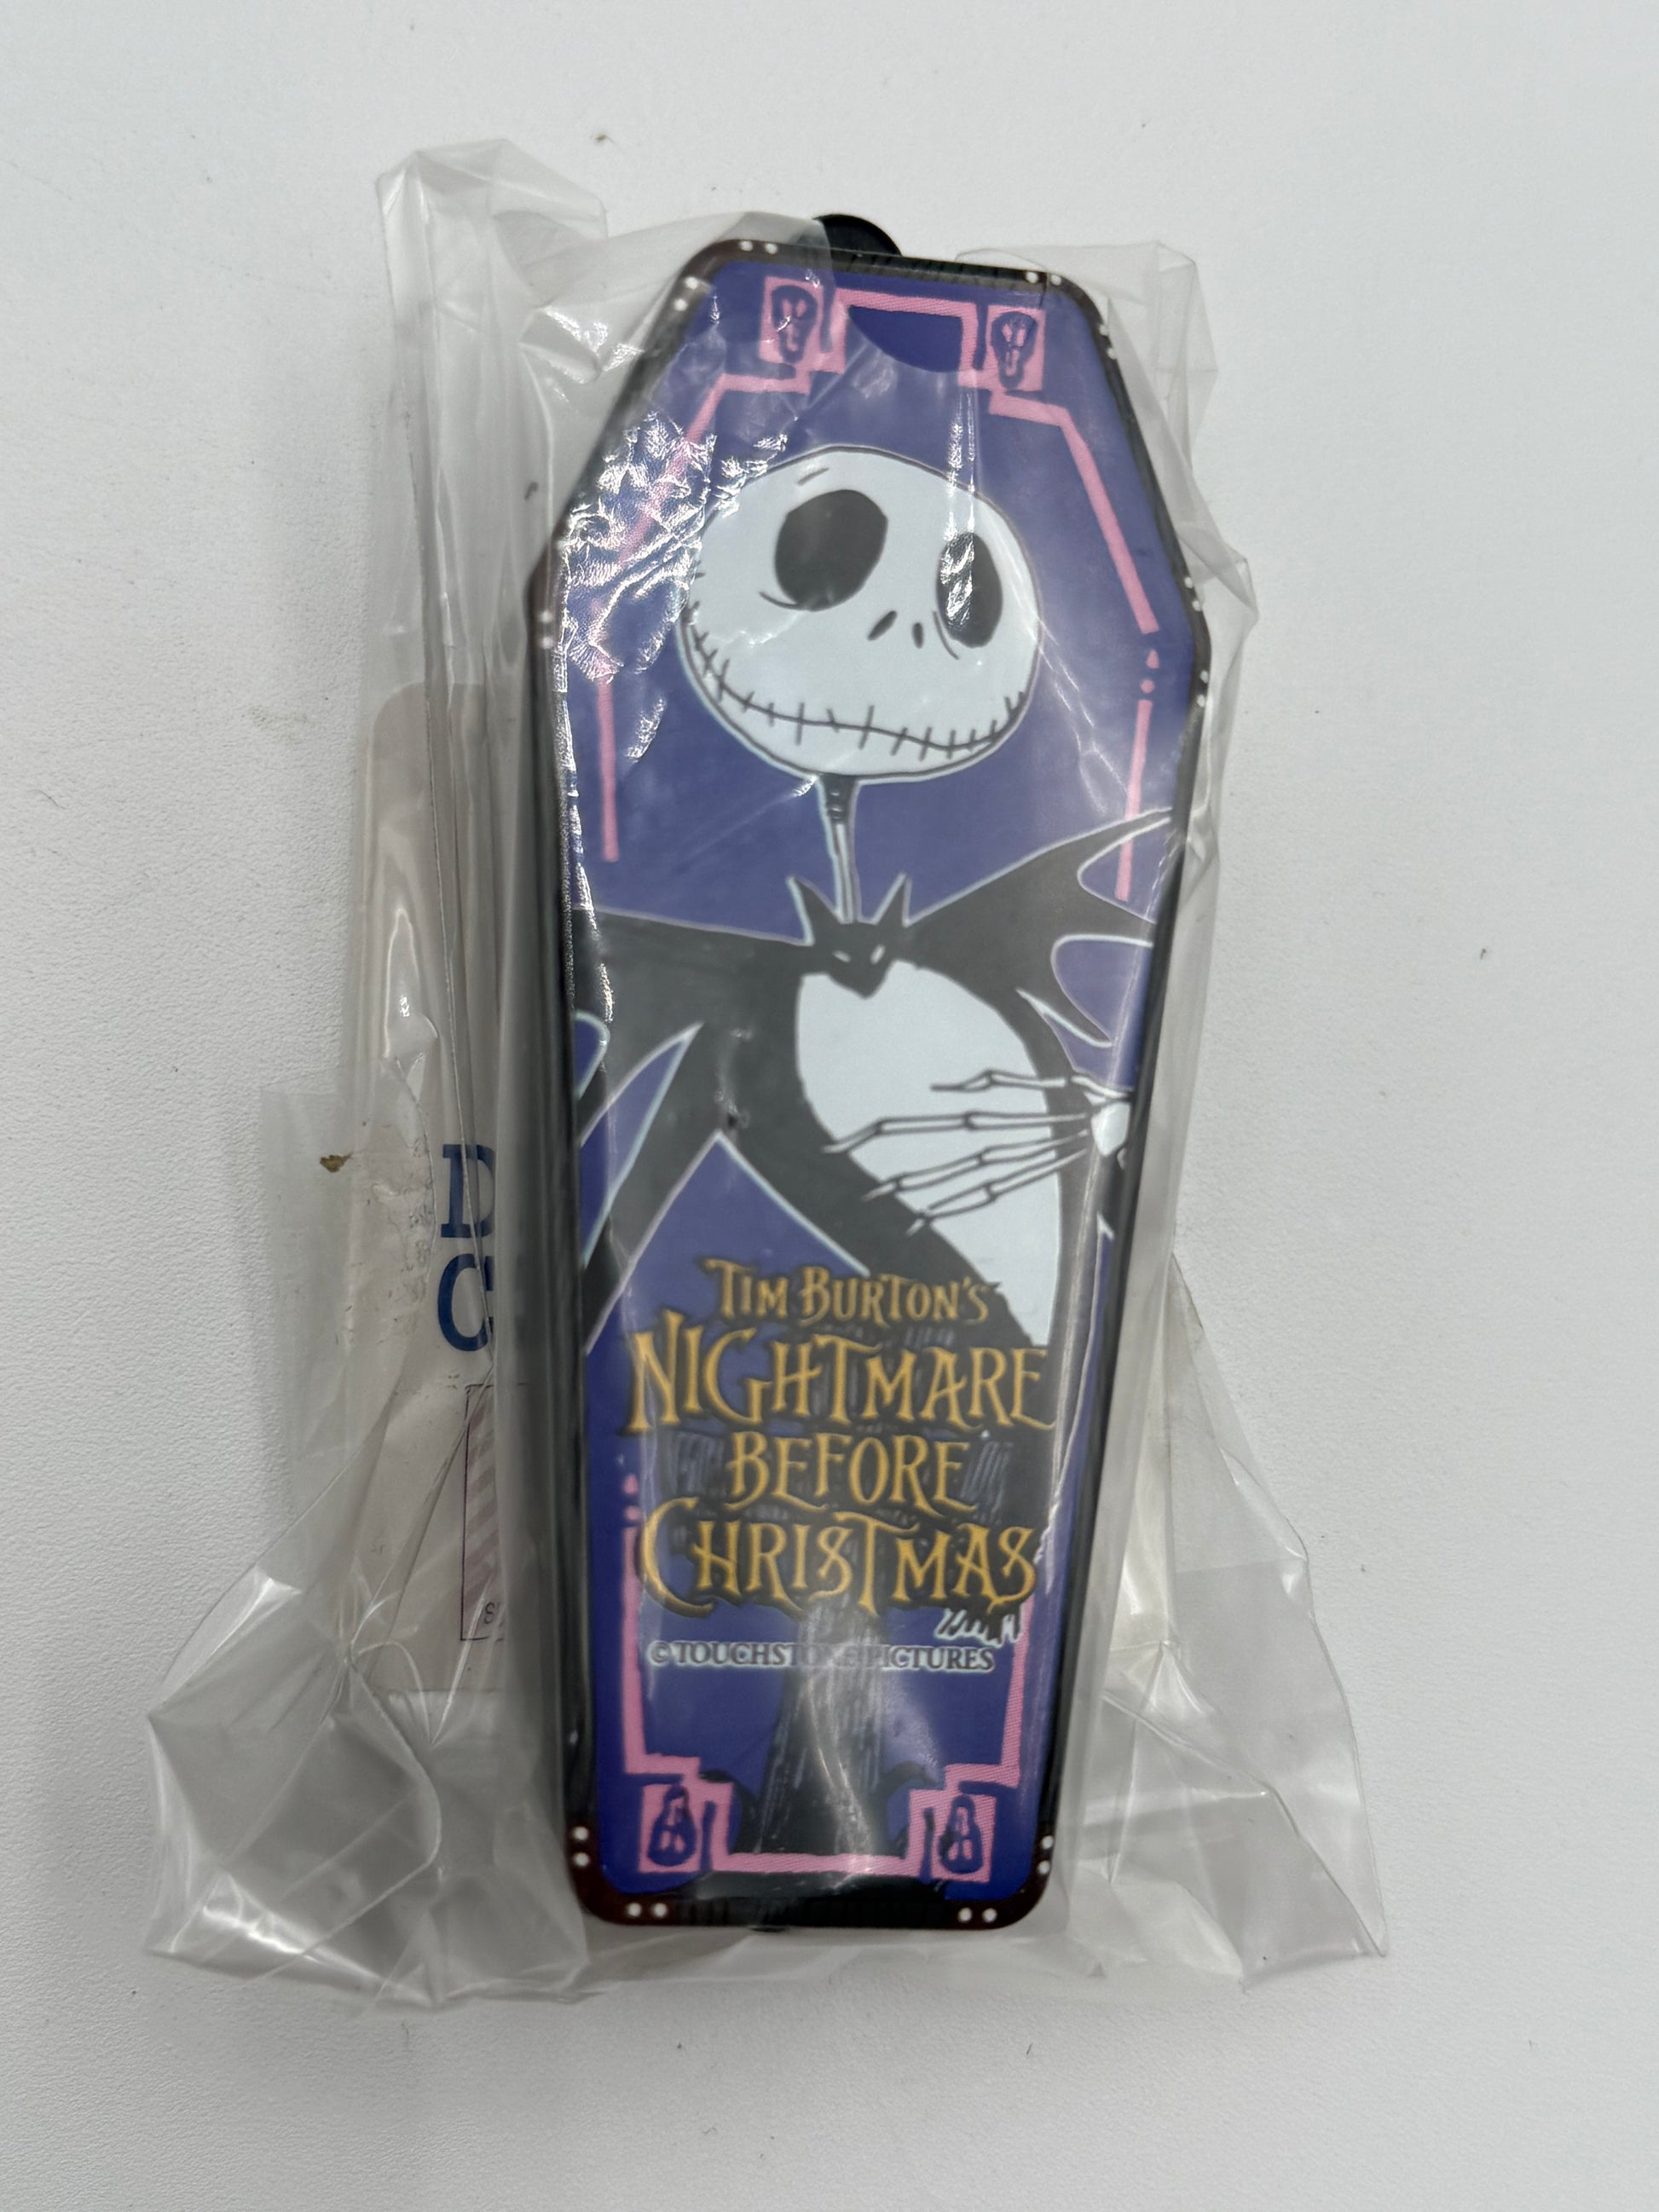 TIM BURTON'S
NIGHTMARE
BEFORE
CHRISTMAS
© TOUCHSTONE PICTURES
D
C
S